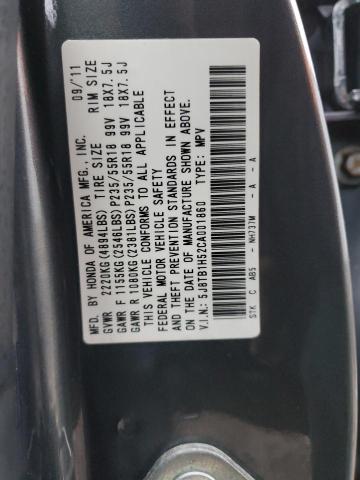 MFD. BY HONDA OF AMERICA MFG., INC. 09/11
GVWR 2220KG(4894LBS) TIRE SIZE RIM SIZE
GAWR F 1155KG(2546LBS)P235/55R18 99V 18X7.5J
GAWR R 1080KG(2381LBS)P235/55R18 99V 18X7.5J
THIS VEHICLE CONFORMS TO ALL APPLICABLE
FEDERAL MOTOR VEHICLE SAFETY
AND THEFT PREVENTION STANDARDS IN EFFECT
ON THE DATE OF MANUFACTURE SHOWN ABOVE.
V.I.N.: 5J8TB1H52CA001860 TYPE: MPV
STK C AB5 - NH737M - A - A